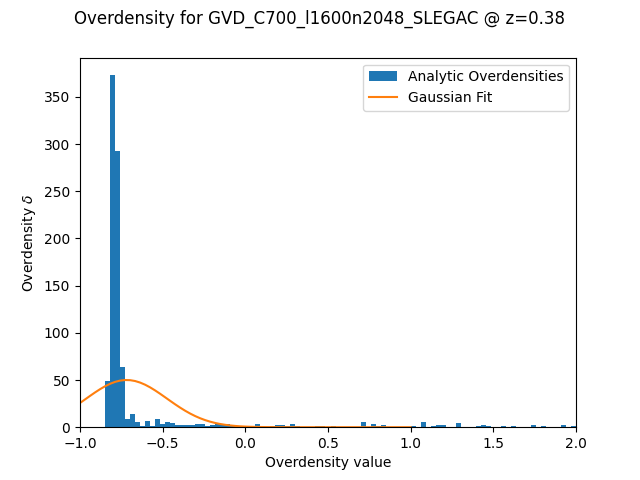 Overdensity for GVD_C700_l1600n2048_SLEGAC @ z=0.38
Analytic Overdensities
Gaussian Fit
Overdensity δ
350
300
250
200
150
100
50
0
−1.0 −0.5 0.0 0.5 1.0 1.5 2.0
Overdensity value